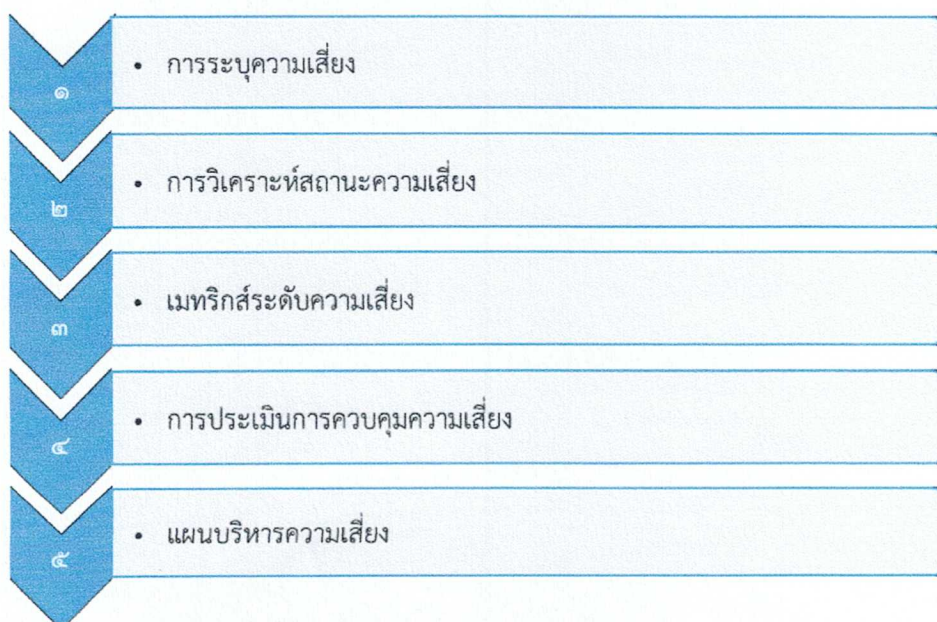 ๑
• การระบุความเสี่ยง
๒
• การวิเคราะห์สถานะความเสี่ยง
๓
• เมทริกส์ระดับความเสี่ยง
๔
• การประเมินการควบคุมความเสี่ยง
๕
• แผนบริหารความเสี่ยง